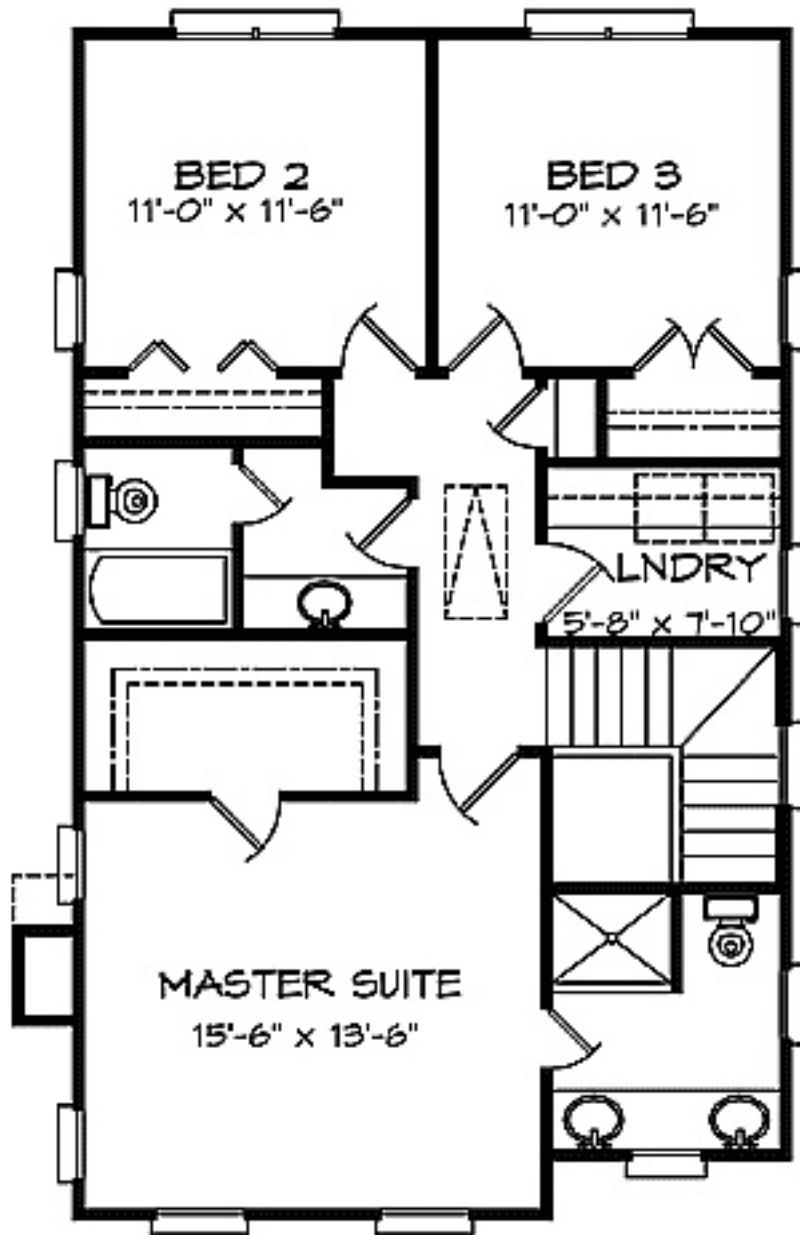 BED 2
11'-0" x 11'-6"
BED 3
11'-0" x 11'-6"
LNDRY
5'-8" x 7'-10"
MASTER SUITE
15'-6" x 13'-6"